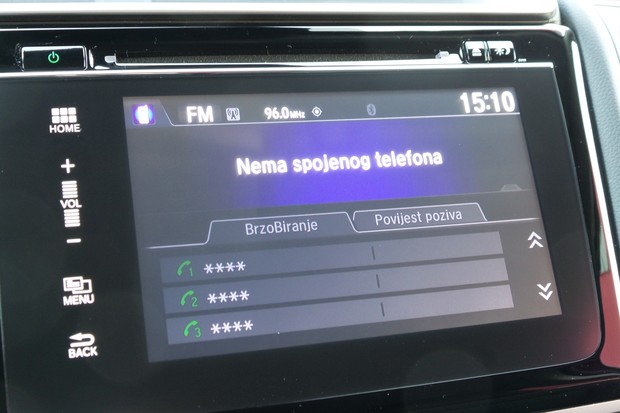 FM 96.0MHz 15:10
HOME
Nema spojenog telefona
+
VOL
-
BrzoBiranje Povijest poziva
1 ****
2 ****
3 ****
MENU
BACK